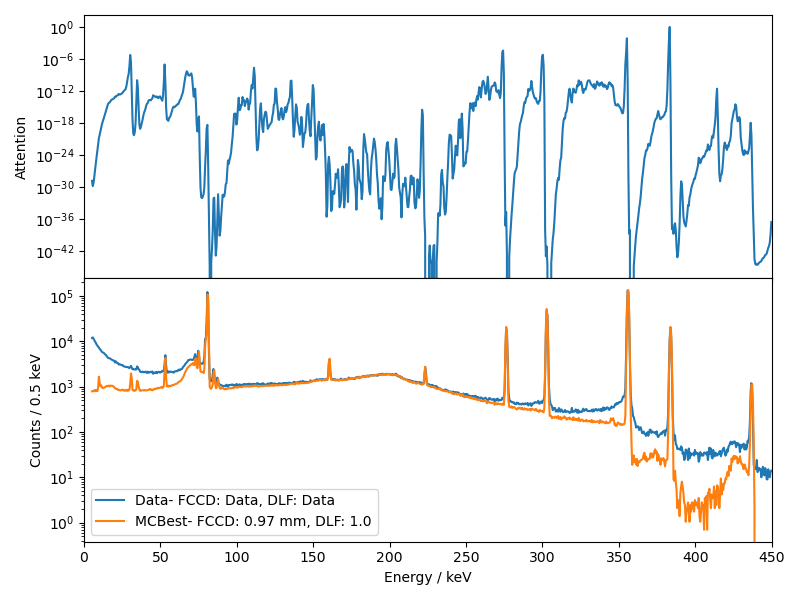 10^0
10^−6
10^−12
10^−18
10^−24
10^−30
10^−36
10^−42
Attention
10^5
10^4
10^3
10^2
10^1
10^0
Counts / 0.5 keV
Data- FCCD: Data, DLF: Data
MCBest- FCCD: 0.97 mm, DLF: 1.0
0 50 100 150 200 250 300 350 400 450
Energy / keV